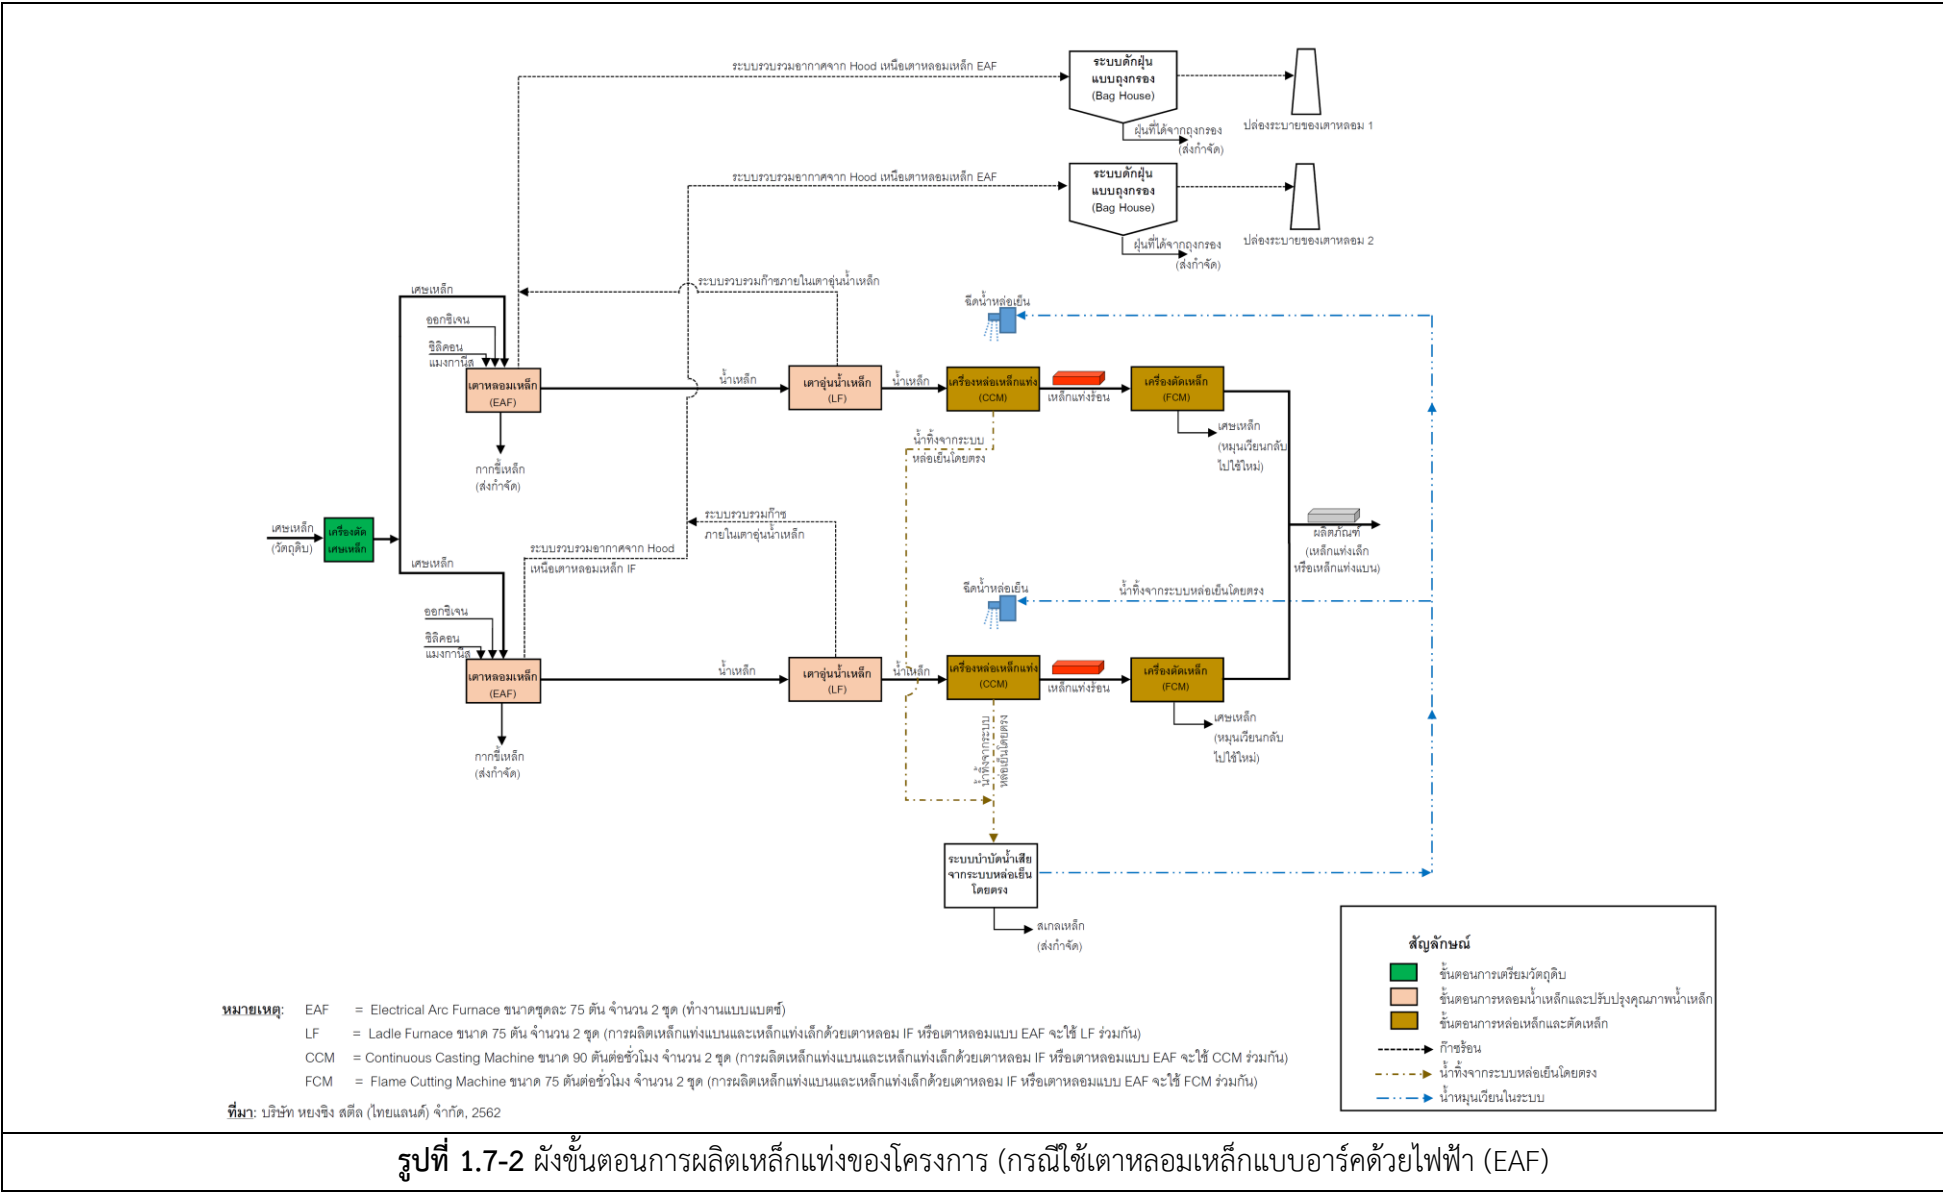 ระบบรวบรวมอากาศจาก Hood เหนือเตาหลอมเหล็ก EAF
ระบบดักฝุ่น
แบบถุงกรอง
(Bag House)
ปล่องระบายของเตาหลอม 1
ฝุ่นที่ได้จากถุงกรอง
(ส่งกำจัด)
ระบบรวบรวมอากาศจาก Hood เหนือเตาหลอมเหล็ก EAF
ระบบดักฝุ่น
แบบถุงกรอง
(Bag House)
ปล่องระบายของเตาหลอม 2
ฝุ่นที่ได้จากถุงกรอง
(ส่งกำจัด)
เศษเหล็ก
ระบบรวบรวมก๊าซภายในเตาอุ่นน้ำเหล็ก
ฉีดน้ำหล่อเย็น
ออกซิเจน
ซิลิคอน
แมงกานีส
เตาหลอมเหล็ก
(EAF)
น้ำเหล็ก
เตาอุ่นน้ำเหล็ก
(LF)
น้ำเหล็ก
เครื่องหล่อเหล็กแท่ง
(CCM)
เหล็กแท่งร้อน
เครื่องตัดเหล็ก
(FCM)
เศษเหล็ก
(หมุนเวียนกลับ
ไปใช้ใหม่)
น้ำทิ้งจากระบบ
หล่อเย็นโดยตรง
กากขี้เหล็ก
(ส่งกำจัด)
เศษเหล็ก
(วัตถุดิบ)
เครื่องตัด
เศษเหล็ก
ระบบรวบรวมก๊าซ
ภายในเตาอุ่นน้ำเหล็ก
ผลิตภัณฑ์
(เหล็กแท่งเล็ก
หรือเหล็กแท่งแบน)
เศษเหล็ก
ระบบรวบรวมอากาศจาก Hood
เหนือเตาหลอมเหล็ก IF
ฉีดน้ำหล่อเย็น
น้ำทิ้งจากระบบหล่อเย็นโดยตรง
ออกซิเจน
ซิลิคอน
แมงกานีส
เตาหลอมเหล็ก
(EAF)
น้ำเหล็ก
เตาอุ่นน้ำเหล็ก
(LF)
น้ำเหล็ก
เครื่องหล่อเหล็กแท่ง
(CCM)
เหล็กแท่งร้อน
เครื่องตัดเหล็ก
(FCM)
เศษเหล็ก
(หมุนเวียนกลับ
ไปใช้ใหม่)
น้ำทิ้งจากระบบ
หล่อเย็นโดยตรง
กากขี้เหล็ก
(ส่งกำจัด)
ระบบบำบัดน้ำเสีย
จากระบบหล่อเย็น
โดยตรง
สเกลเหล็ก
(ส่งกำจัด)
สัญลักษณ์
ขั้นตอนการเตรียมวัตถุดิบ
ขั้นตอนการหลอมน้ำเหล็กและปรับปรุงคุณภาพน้ำเหล็ก
ขั้นตอนการหล่อเหล็กและตัดเหล็ก
ก๊าซร้อน
น้ำทิ้งจากระบบหล่อเย็นโดยตรง
น้ำหมุนเวียนในระบบ
หมายเหตุ: EAF = Electrical Arc Furnace ขนาดชุดละ 75 ตัน จำนวน 2 ชุด (ทำงานแบบแบตช์)
LF = Ladle Furnace ขนาด 75 ตัน จำนวน 2 ชุด (การผลิตเหล็กแท่งแบนและเหล็กแท่งเล็กด้วยเตาหลอม IF หรือเตาหลอมแบบ EAF จะใช้ LF ร่วมกัน)
CCM = Continuous Casting Machine ขนาด 90 ตันต่อชั่วโมง จำนวน 2 ชุด (การผลิตเหล็กแท่งแบนและเหล็กแท่งเล็กด้วยเตาหลอม IF หรือเตาหลอมแบบ EAF จะใช้ CCM ร่วมกัน)
FCM = Flame Cutting Machine ขนาด 75 ตันต่อชั่วโมง จำนวน 2 ชุด (การผลิตเหล็กแท่งแบนและเหล็กแท่งเล็กด้วยเตาหลอม IF หรือเตาหลอมแบบ EAF จะใช้ FCM ร่วมกัน)
ที่มา: บริษัท หยงซิง สตีล (ไทยแลนด์) จำกัด, 2562
รูปที่ 1.7-2 ผังขั้นตอนการผลิตเหล็กแท่งของโครงการ (กรณีใช้เตาหลอมเหล็กแบบอาร์คด้วยไฟฟ้า (EAF)